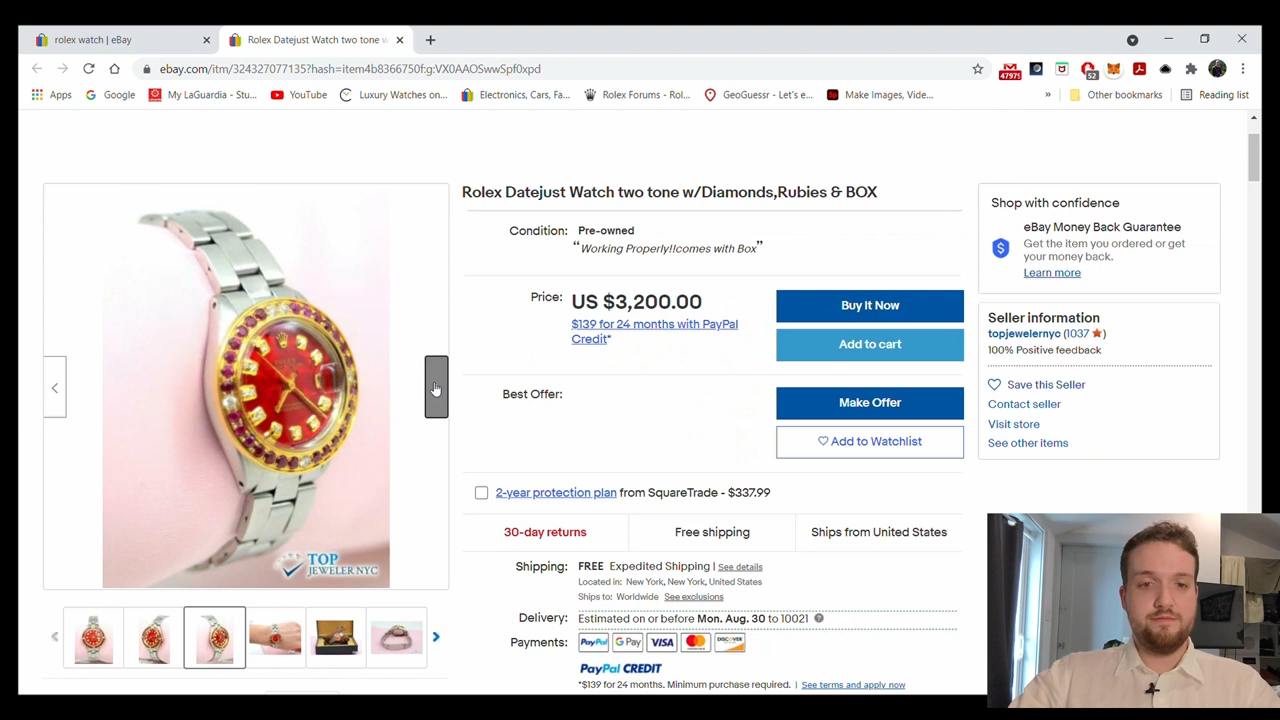 rolex watch | eBay
Rolex Datejust Watch two tone w
ebay.com/itm/324327077135?hash=item4b8366750f:g:VX0AAOSwwSpf0xpd
47975
52
Apps
Google
My LaGuardia - Stu...
YouTube
Luxury Watches on...
Electronics, Cars, Fa...
Rolex Forums - Rol...
GeoGuessr - Let's e...
Make Images, Vide...
»
Other bookmarks
Reading list
Rolex Datejust Watch two tone w/Diamonds,Rubies & BOX
Condition: Pre-owned
“Working Properly!!comes with Box”
Price: US $3,200.00
$139 for 24 months with PayPal
Credit*
Buy It Now
Add to cart
Best Offer:
Make Offer
Add to Watchlist
2-year protection plan from SquareTrade - $337.99
30-day returns
Free shipping
Ships from United States
Shipping: FREE Expedited Shipping | See details
Located in: New York, New York, United States
Ships to: Worldwide See exclusions
Delivery: Estimated on or before Mon. Aug. 30 to 10021
Payments: PayPal G Pay VISA MasterCard DISCOVER
PayPal CREDIT
*$139 for 24 months. Minimum purchase required. | See terms and apply now
Shop with confidence
eBay Money Back Guarantee
Get the item you ordered or get
your money back.
Learn more
Seller information
topjewelernyc (1037 ★)
100% Positive feedback
Save this Seller
Contact seller
Visit store
See other items
TOP
JEWELER NYC